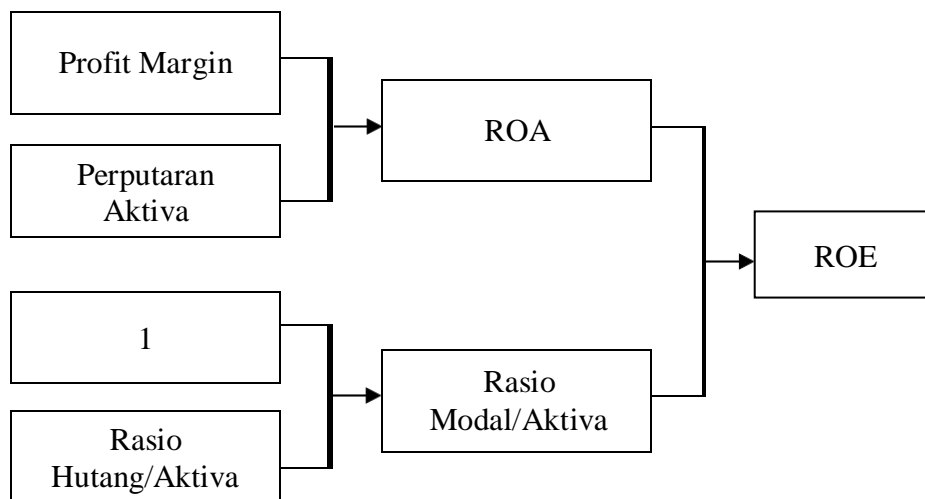 Profit Margin
Perputaran
Aktiva
ROA
1
Rasio
Hutang/Aktiva
Rasio
Modal/Aktiva
ROE